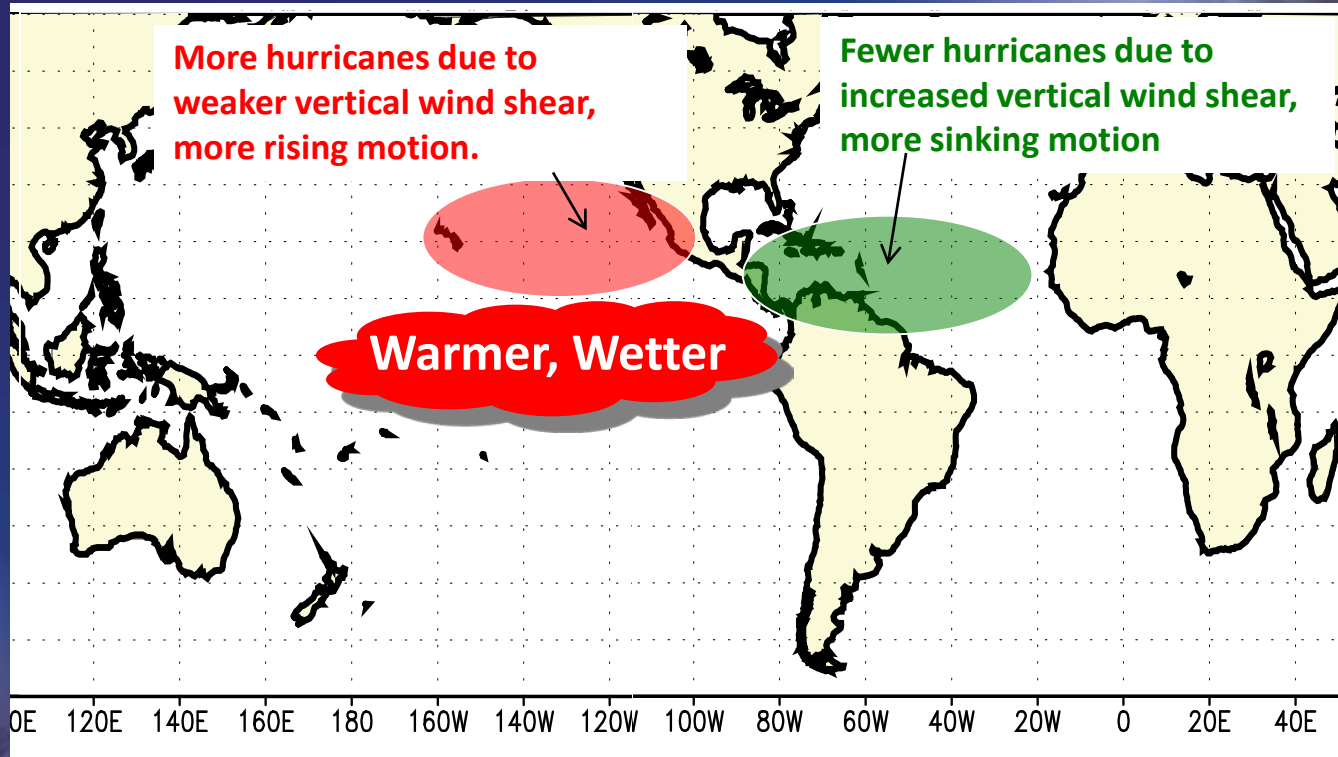 More hurricanes due to
weaker vertical wind shear,
more rising motion.
Fewer hurricanes due to
increased vertical wind shear,
more sinking motion
Warmer, Wetter
0E 120E 140E 160E 180 160W 140W 120W 100W 80W 60W 40W 20W 0 20E 40E